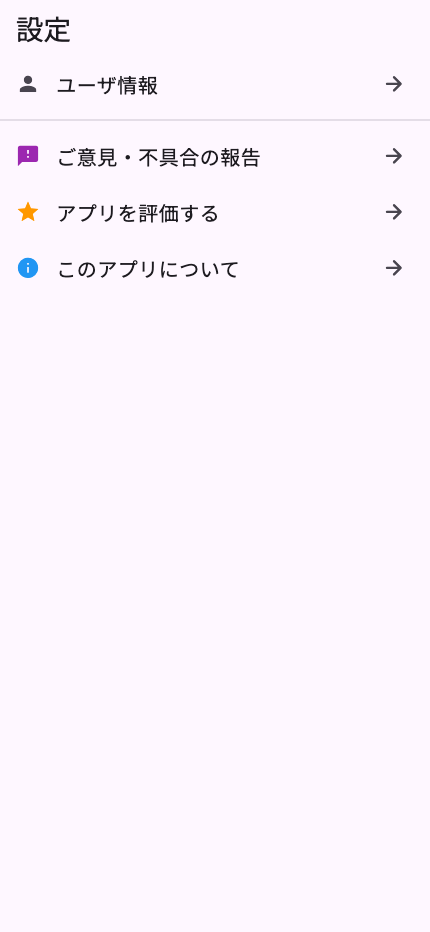 設定
ユーザ情報
ご意見・不具合の報告
アプリを評価する
このアプリについて